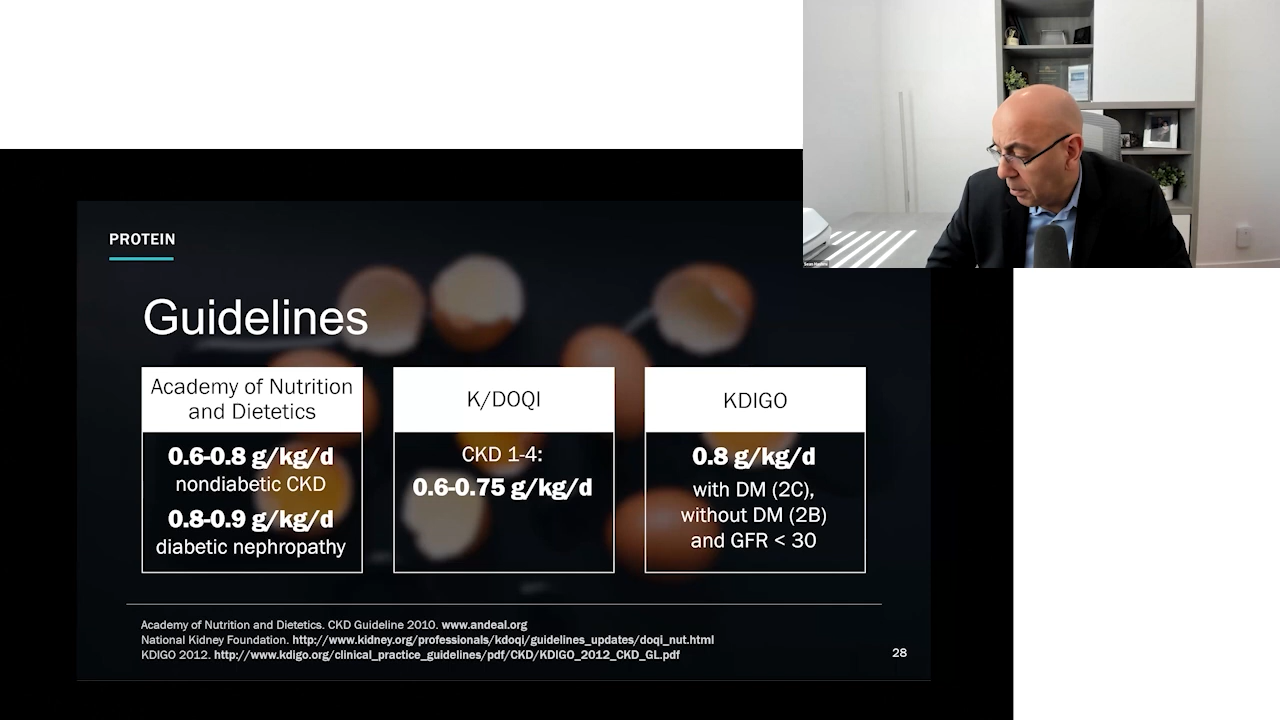 PROTEIN
Guidelines
Academy of Nutrition
and Dietetics
0.6-0.8 g/kg/d
nondiabetic CKD
0.8-0.9 g/kg/d
diabetic nephropathy
K/DOQI
CKD 1-4:
0.6-0.75 g/kg/d
KDIGO
0.8 g/kg/d
with DM (2C),
without DM (2B)
and GFR < 30
Academy of Nutrition and Dietetics. CKD Guideline 2010. www.andeal.org
National Kidney Foundation. http://www.kidney.org/professionals/kdoqi/guidelines_updates/doqi_nut.html
KDIGO 2012. http://www.kdigo.org/clinical_practice_guidelines/pdf/CKD/KDIGO_2012_CKD_GL.pdf
28